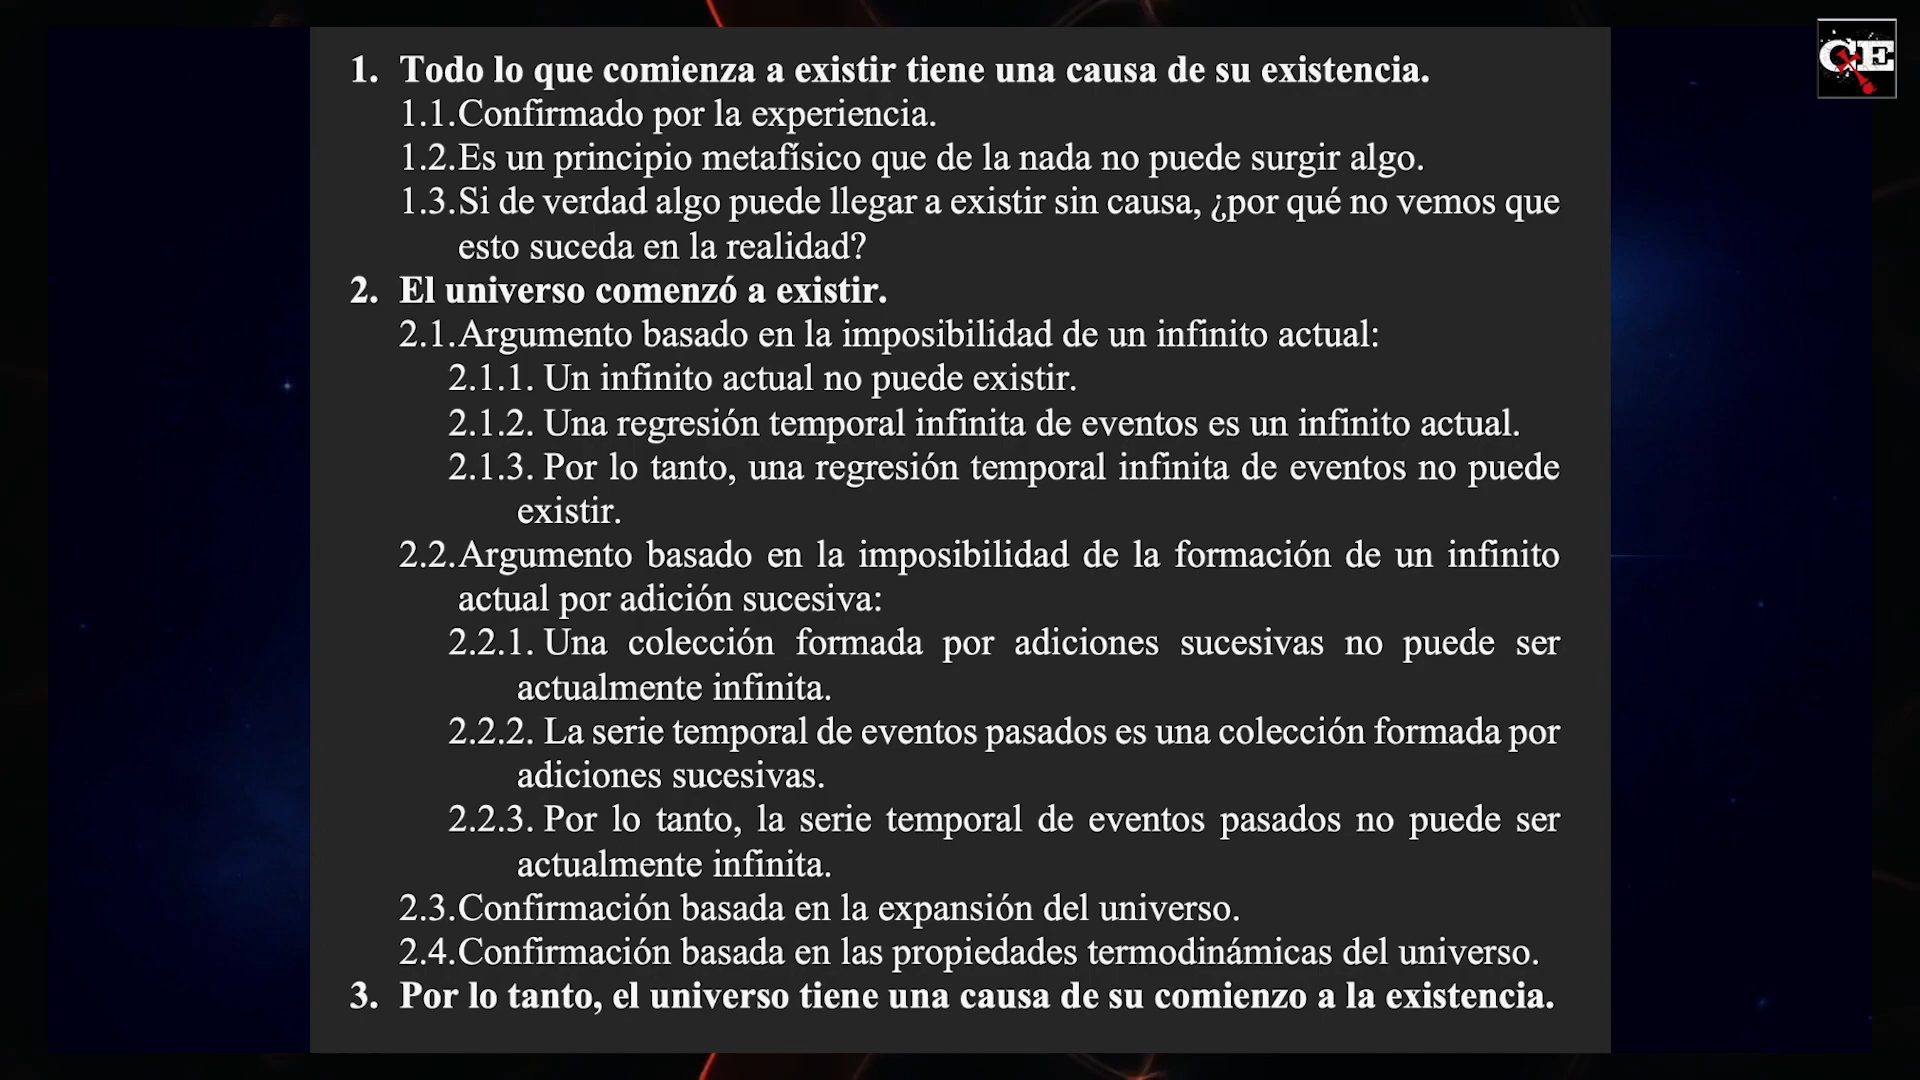 1. Todo lo que comienza a existir tiene una causa de su existencia.
1.1.Confirmado por la experiencia.
1.2.Es un principio metafísico que de la nada no puede surgir algo.
1.3.Si de verdad algo puede llegar a existir sin causa, ¿por qué no vemos que
esto suceda en la realidad?
2. El universo comenzó a existir.
2.1.Argumento basado en la imposibilidad de un infinito actual:
2.1.1. Un infinito actual no puede existir.
2.1.2. Una regresión temporal infinita de eventos es un infinito actual.
2.1.3. Por lo tanto, una regresión temporal infinita de eventos no puede
existir.
2.2.Argumento basado en la imposibilidad de la formación de un infinito
actual por adición sucesiva:
2.2.1. Una colección formada por adiciones sucesivas no puede ser
actualmente infinita.
2.2.2. La serie temporal de eventos pasados es una colección formada por
adiciones sucesivas.
2.2.3. Por lo tanto, la serie temporal de eventos pasados no puede ser
actualmente infinita.
2.3.Confirmación basada en la expansión del universo.
2.4.Confirmación basada en las propiedades termodinámicas del universo.
3. Por lo tanto, el universo tiene una causa de su comienzo a la existencia.
CE